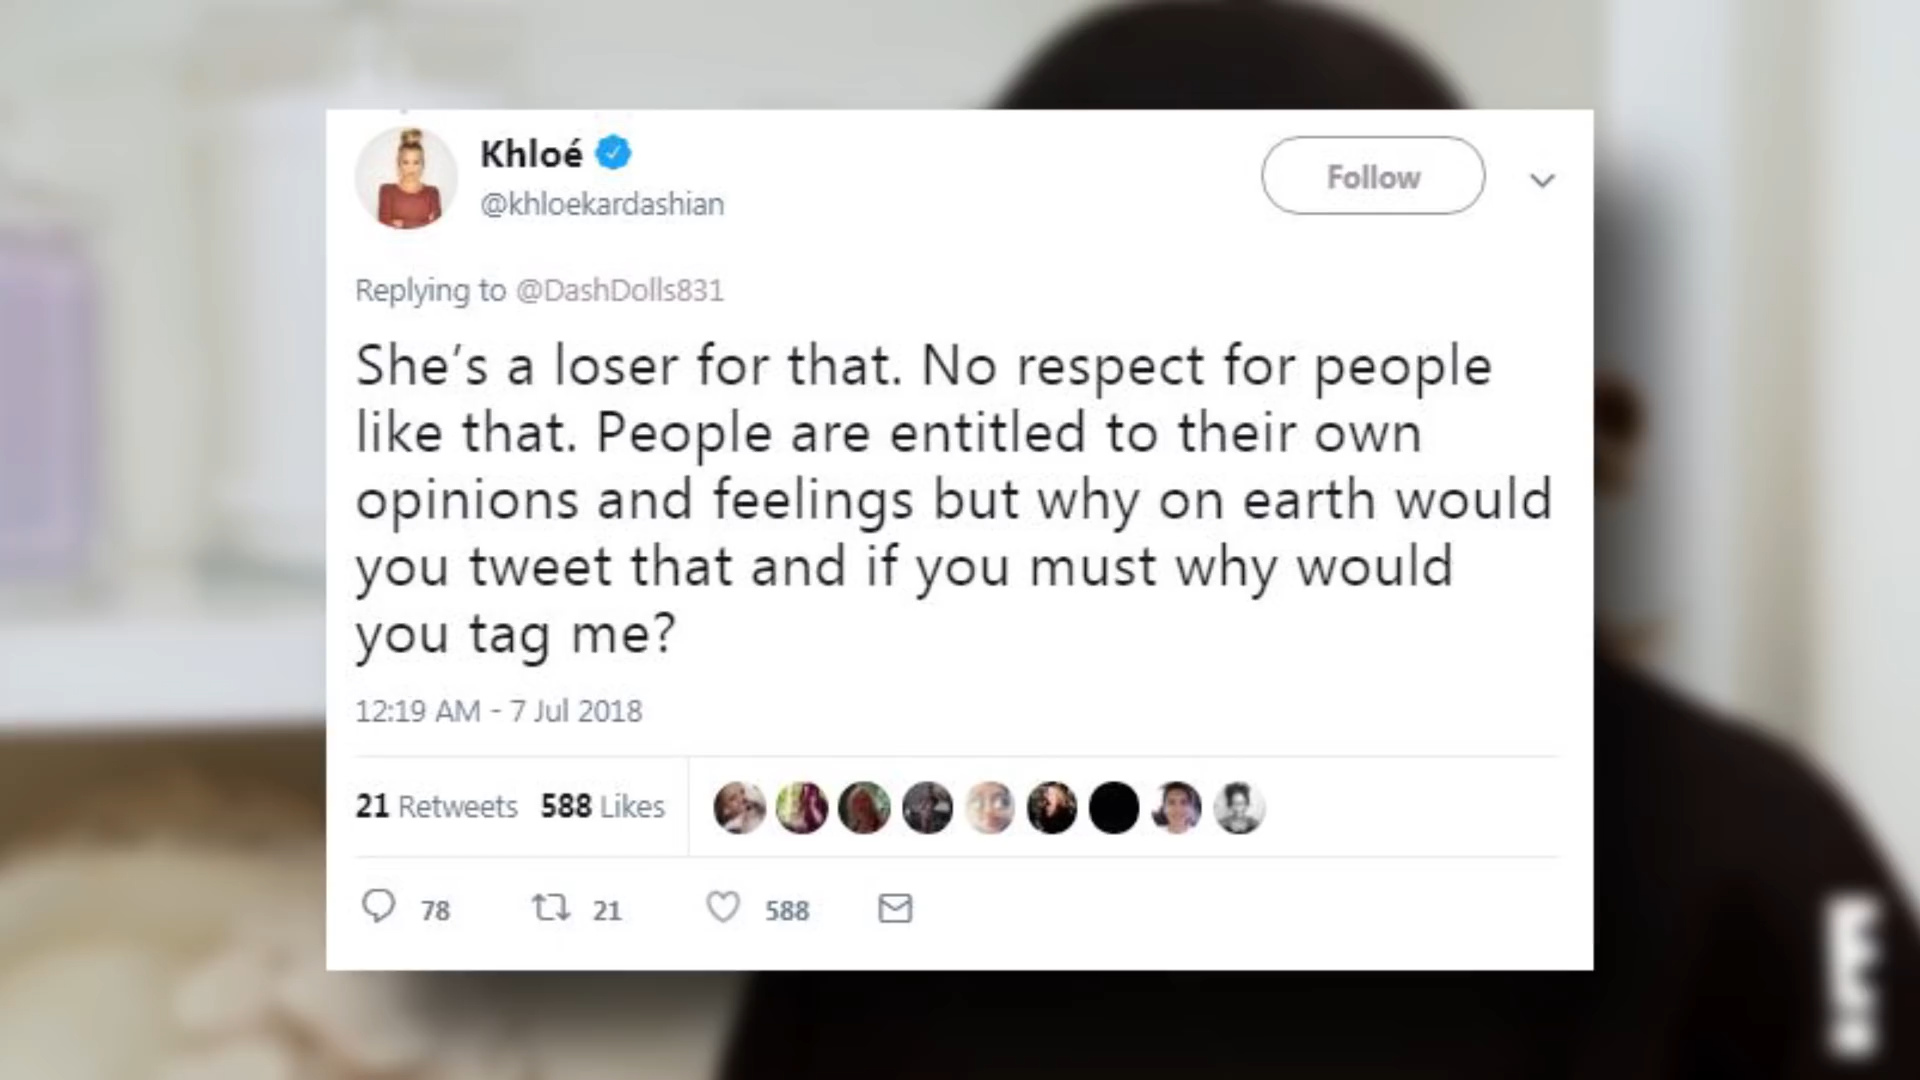 Khloé
@khloekardashian
Follow
Replying to @DashDolls831
She’s a loser for that. No respect for people
like that. People are entitled to their own
opinions and feelings but why on earth would
you tweet that and if you must why would
you tag me?
12:19 AM - 7 Jul 2018
21 Retweets 588 Likes
78 21 588